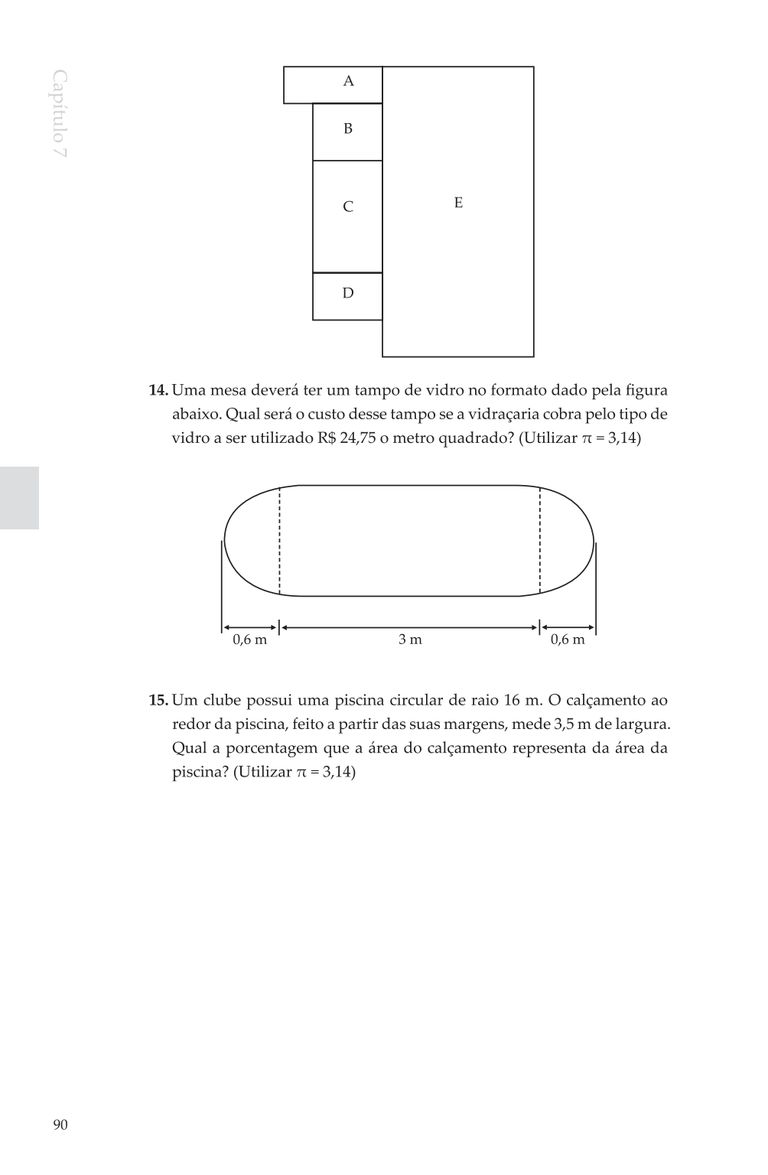 Capítulo 7
A
B
C
D
E
14. Uma mesa deverá ter um tampo de vidro no formato dado pela figura
abaixo. Qual será o custo desse tampo se a vidraçaria cobra pelo tipo de
vidro a ser utilizado R$ 24,75 o metro quadrado? (Utilizar π = 3,14)
0,6 m
3 m
0,6 m
15. Um clube possui uma piscina circular de raio 16 m. O calçamento ao
redor da piscina, feito a partir das suas margens, mede 3,5 m de largura.
Qual a porcentagem que a área do calçamento representa da área da
piscina? (Utilizar π = 3,14)
90